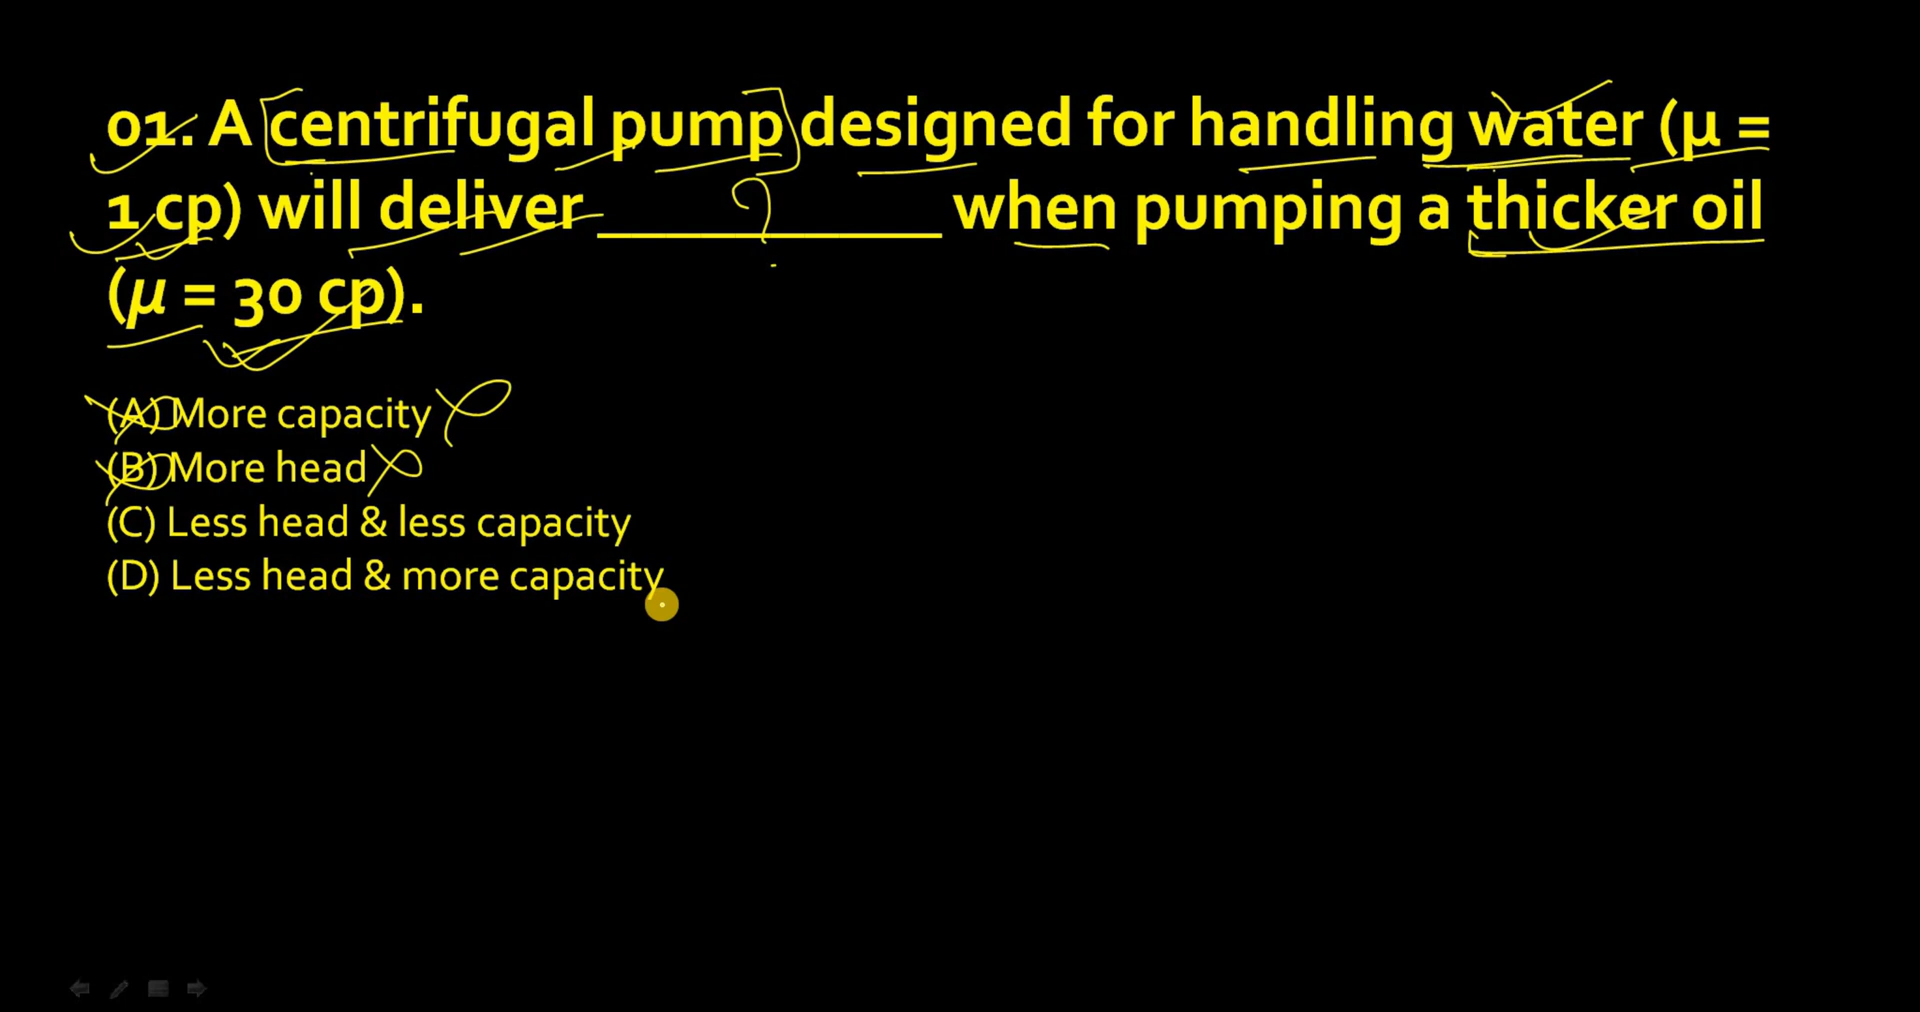 01. A centrifugal pump designed for handling water (µ =
1 cp) will deliver __________ when pumping a thicker oil
(µ = 30 cp).
?
(A) More capacity
(B) More head
(C) Less head & less capacity
(D) Less head & more capacity